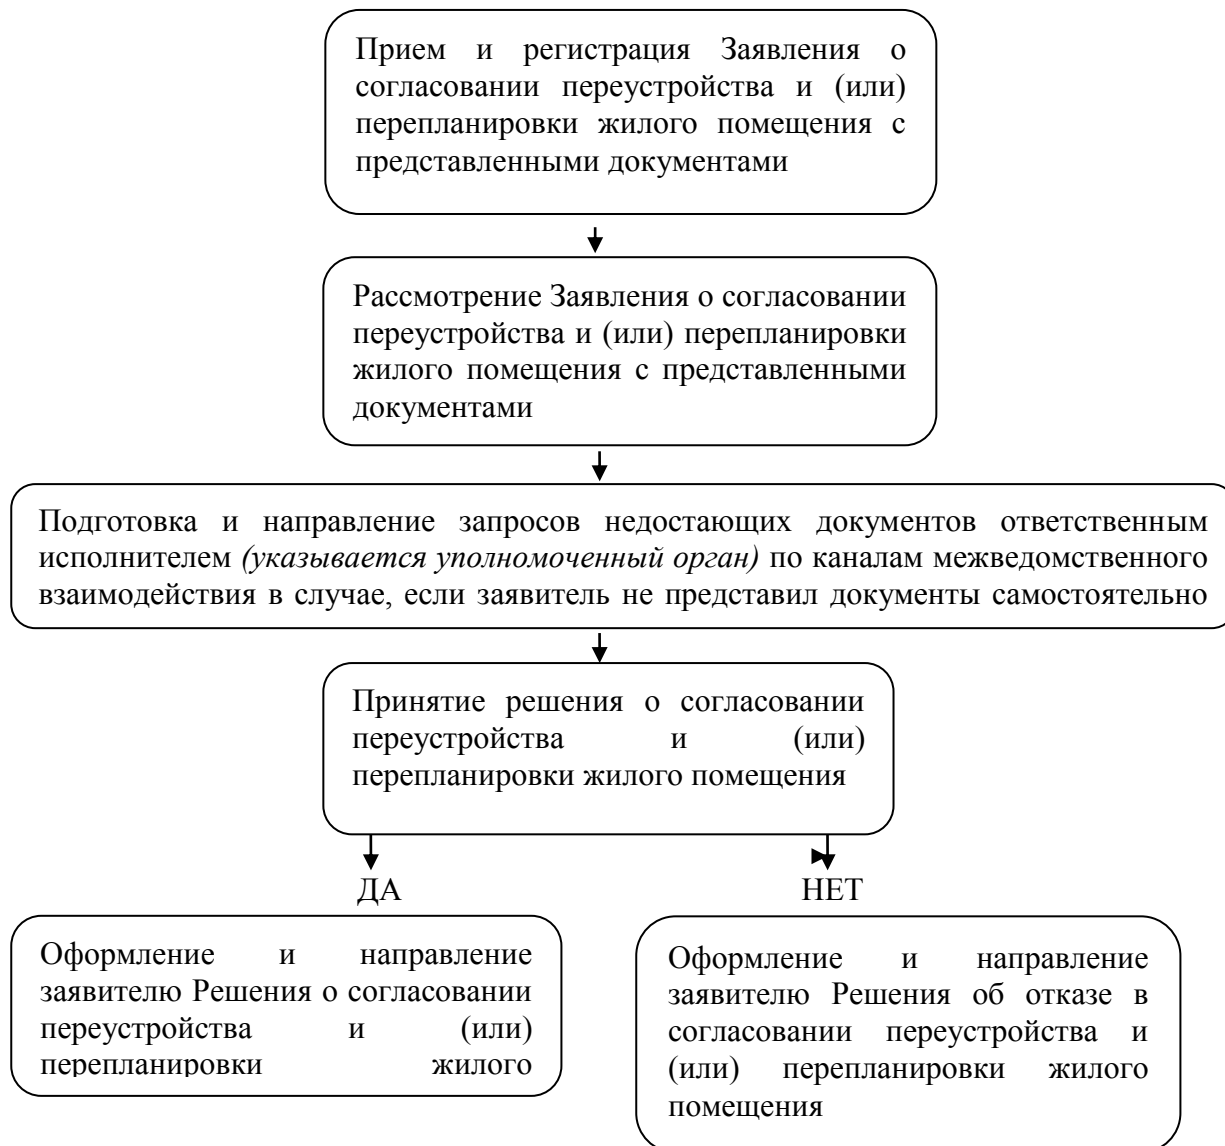 Прием и регистрация Заявления о
согласовании переустройства и (или)
перепланировки жилого помещения с
представленными документами
Рассмотрение Заявления о согласовании
переустройства и (или) перепланировки
жилого помещения с представленными
документами
Подготовка и направление запросов недостающих документов ответственным
исполнителем (указывается уполномоченный орган) по каналам межведомственного
взаимодействия в случае, если заявитель не представил документы самостоятельно
Принятие решения о согласовании
переустройства и (или)
перепланировки жилого помещения
ДА
НЕТ
Оформление и направление
заявителю Решения о согласовании
переустройства и (или)
перепланировки жилого
Оформление и направление
заявителю Решения об отказе в
согласовании переустройства и
(или) перепланировки жилого
помещения